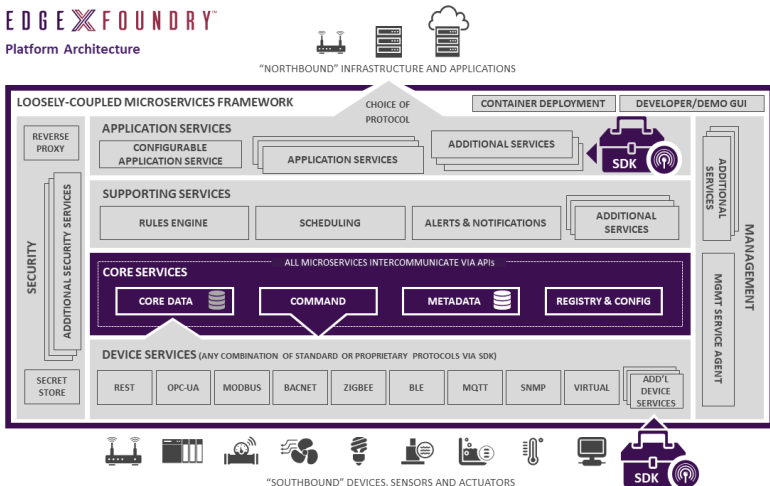 EDGE X FOUNDRY™
Platform Architecture
"NORTHBOUND" INFRASTRUCTURE AND APPLICATIONS
LOOSELY-COUPLED MICROSERVICES FRAMEWORK
CHOICE OF
PROTOCOL
CONTAINER DEPLOYMENT
DEVELOPER/DEMO GUI
SECURITY
REVERSE
PROXY
ADDITIONAL SECURITY SERVICES
SECRET
STORE
APPLICATION SERVICES
CONFIGURABLE
APPLICATION SERVICE
APPLICATION SERVICES
ADDITIONAL SERVICES
SDK
SUPPORTING SERVICES
RULES ENGINE
SCHEDULING
ALERTS & NOTIFICATIONS
ADDITIONAL
SERVICES
ALL MICROSERVICES INTERCOMMUNICATE VIA APIs
CORE SERVICES
CORE DATA
COMMAND
METADATA
REGISTRY & CONFIG
DEVICE SERVICES (ANY COMBINATION OF STANDARD OR PROPRIETARY PROTOCOLS VIA SDK)
REST
OPC-UA
MODBUS
BACNET
ZIGBEE
BLE
MQTT
SNMP
VIRTUAL
ADD'L
DEVICE
SERVICES
ADDITIONAL
SERVICES
MGMT SERVICE AGENT
MANAGEMENT
"SOUTHBOUND" DEVICES, SENSORS AND ACTUATORS
SDK